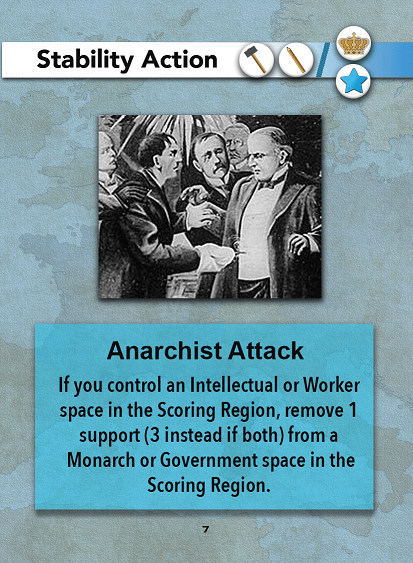 Stability Action
Anarchist Attack
If you control an Intellectual or Worker
space in the Scoring Region, remove 1
support (3 instead if both) from a
Monarch or Government space in the
Scoring Region.
7